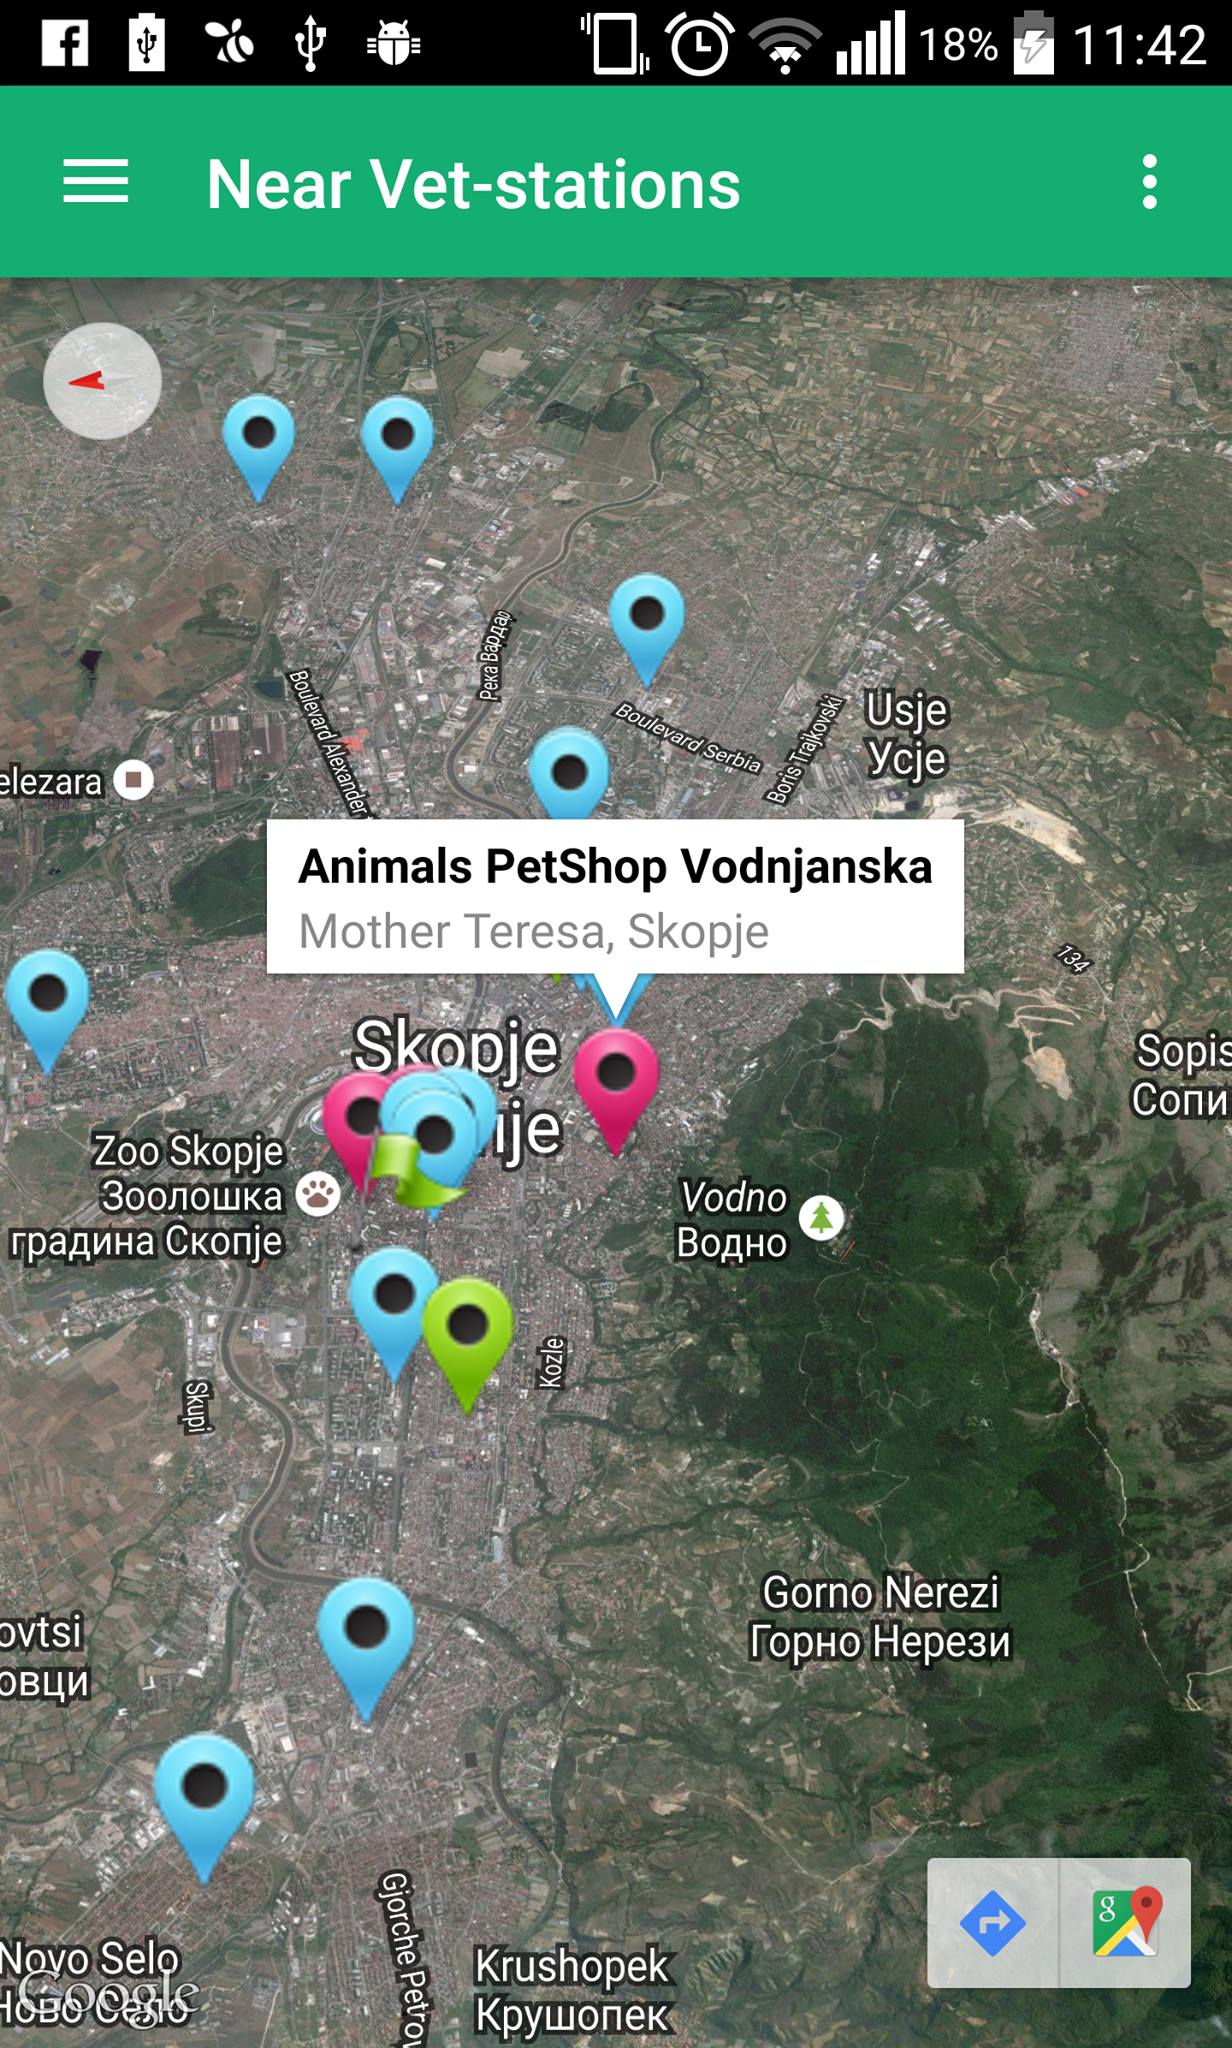 18% 11:42
Near Vet-stations
Река Вардар
Boulevard Alexander
Boulevard Serbia
Boris Trajkovski
Usje
Усје
elezara
Animals PetShop Vodnjanska
Mother Teresa, Skopje
134
Skopje
ије
Sopis
Сопи
Zoo Skopje
Зоолошка
градина Скопје
Vodno
Водно
Kozle
Skupi
Gorno Nerezi
Горно Нерези
ovtsi
овци
Gjorche Petrov
Novo Selo
Ново Село
Google
Krushopek
Крушопек
g